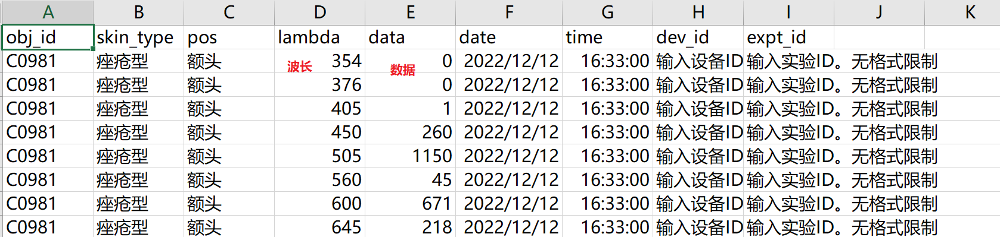 A B C D E F G H I J K
obj_id skin_type pos lambda data date time dev_id expt_id
C0981 痤疮型 额头 波长 354 数据 0 2022/12/12 16:33:00 输入设备ID 输入实验ID。无格式限制
C0981 痤疮型 额头 376 0 2022/12/12 16:33:00 输入设备ID 输入实验ID。无格式限制
C0981 痤疮型 额头 405 1 2022/12/12 16:33:00 输入设备ID 输入实验ID。无格式限制
C0981 痤疮型 额头 450 260 2022/12/12 16:33:00 输入设备ID 输入实验ID。无格式限制
C0981 痤疮型 额头 505 1150 2022/12/12 16:33:00 输入设备ID 输入实验ID。无格式限制
C0981 痤疮型 额头 560 45 2022/12/12 16:33:00 输入设备ID 输入实验ID。无格式限制
C0981 痤疮型 额头 600 671 2022/12/12 16:33:00 输入设备ID 输入实验ID。无格式限制
C0981 痤疮型 额头 645 218 2022/12/12 16:33:00 输入设备ID 输入实验ID。无格式限制